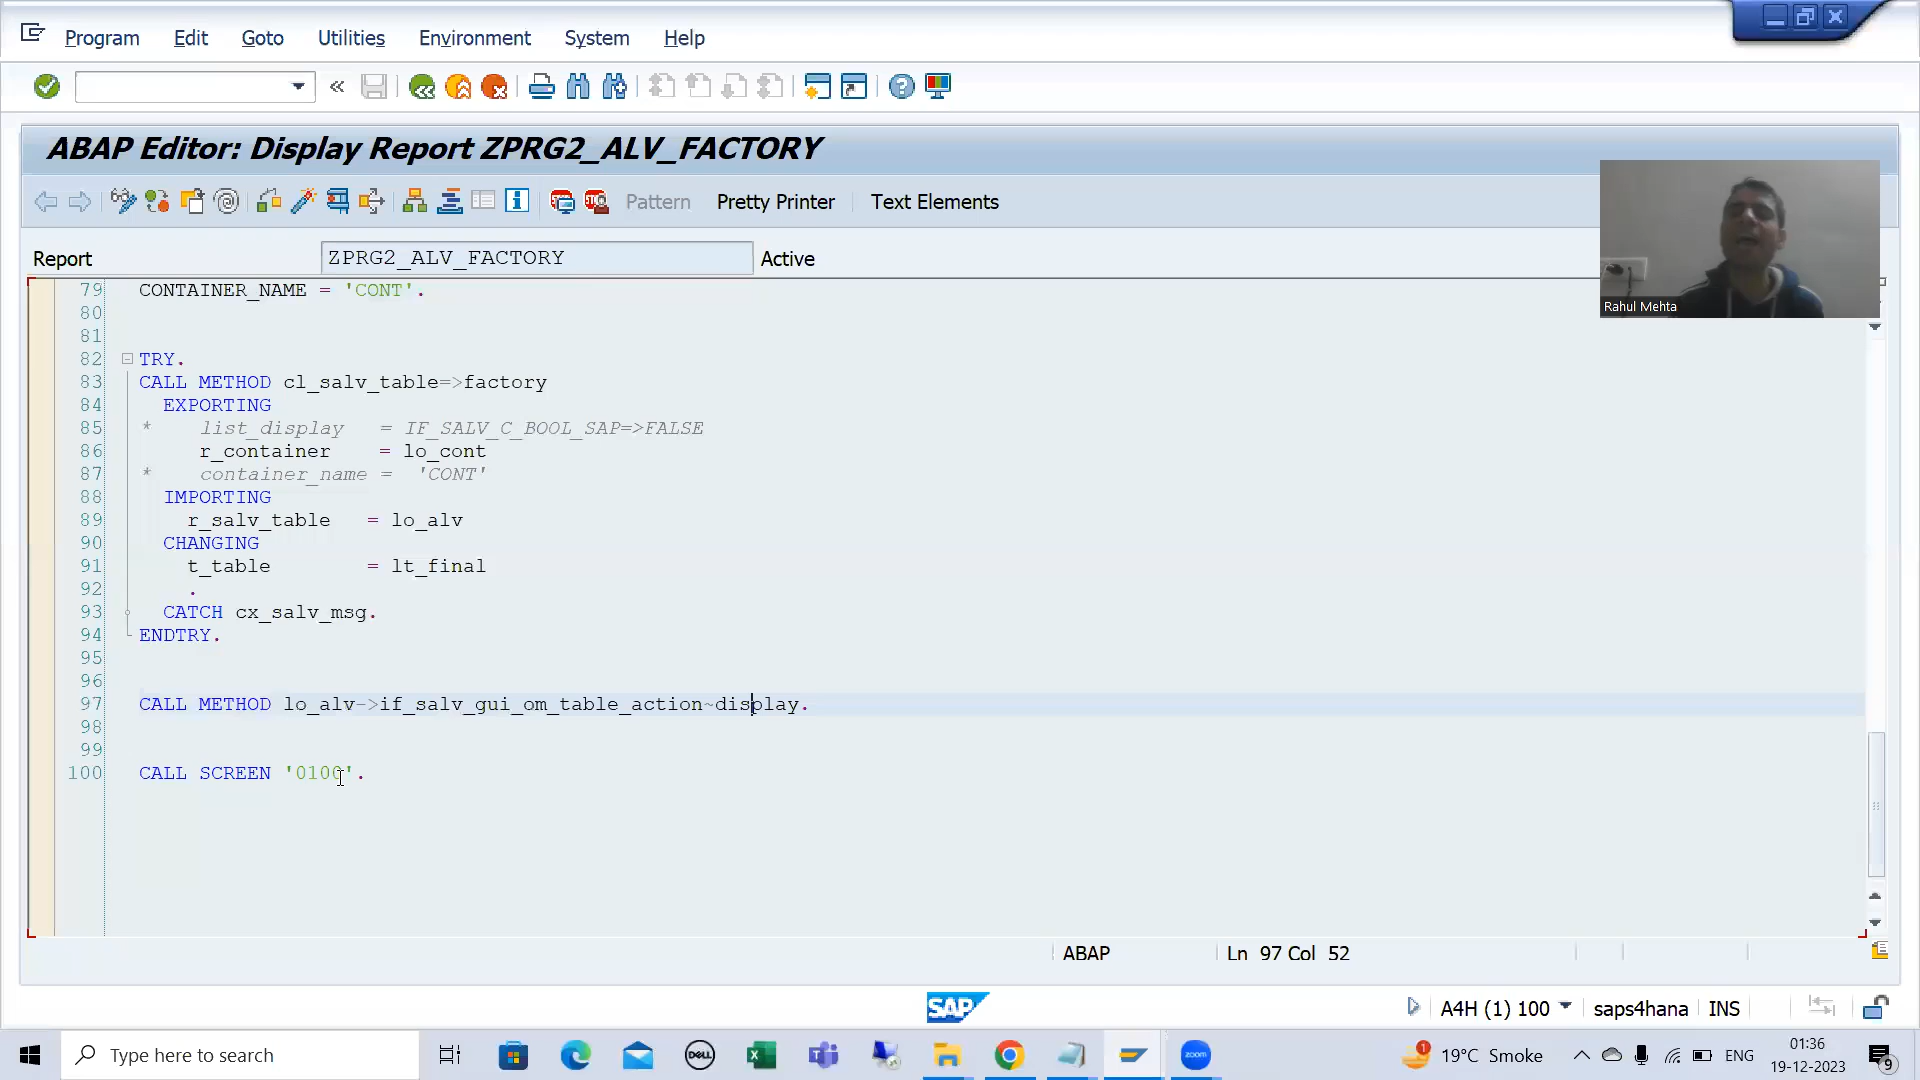 Program Edit Goto Utilities Environment System Help
ABAP Editor: Display Report ZPRG2_ALV_FACTORY
Pattern Pretty Printer Text Elements
Report ZPRG2_ALV_FACTORY Active
Rahul Mehta
79 CONTAINER_NAME = 'CONT'.
80
81
82 TRY.
83 CALL METHOD cl_salv_table=>factory
84 EXPORTING
85 * list_display = IF_SALV_C_BOOL_SAP=>FALSE
86 r_container = lo_cont
87 * container_name = 'CONT'
88 IMPORTING
89 r_salv_table = lo_alv
90 CHANGING
91 t_table = lt_final
92 .
93 CATCH cx_salv_msg.
94 ENDTRY.
95
96
97 CALL METHOD lo_alv->if_salv_gui_om_table_action~display.
98
99
100 CALL SCREEN '0100'.
ABAP Ln 97 Col 52
SAP
A4H (1) 100 saps4hana INS
Type here to search
DELL
zoom
1
19°C Smoke
ENG
01:36
19-12-2023
9